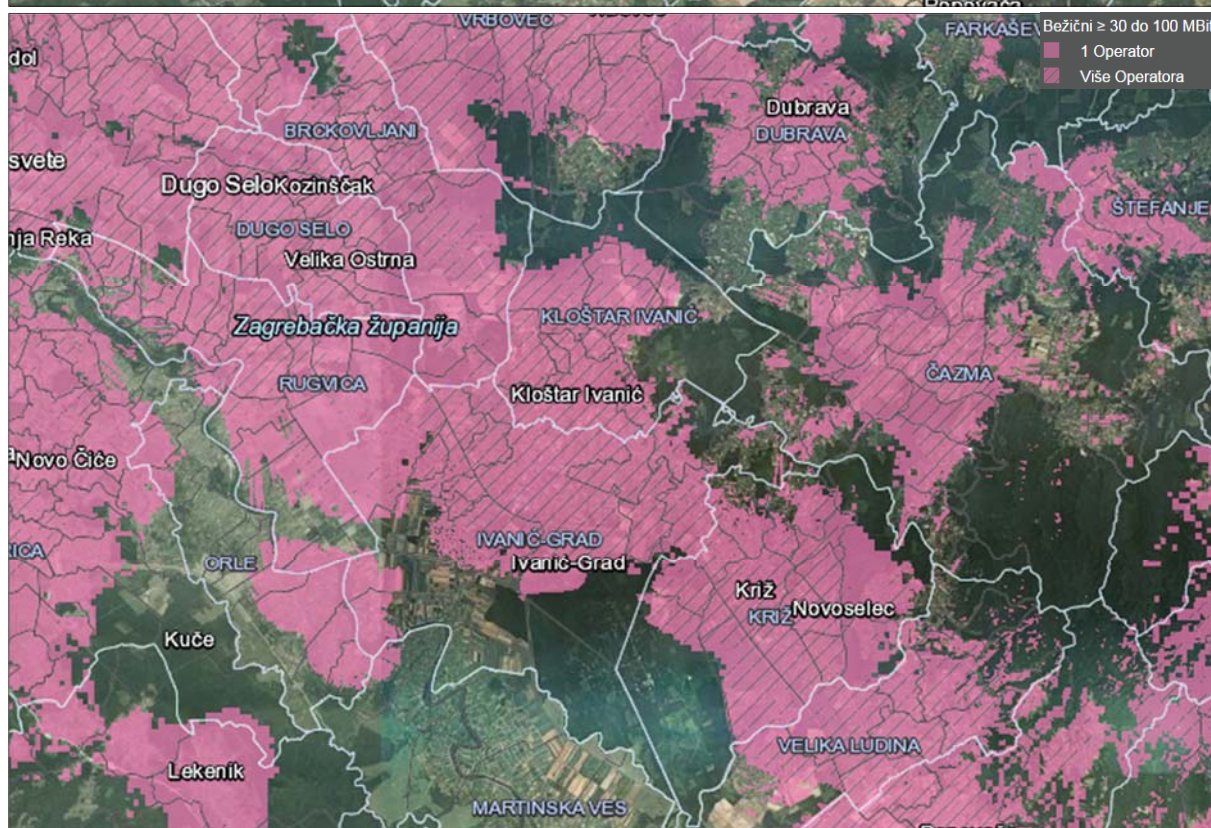 VRBOVEC
FARKAŠEV
Bežični ≥ 30 do 100 MBit
1 Operator
Više Operatora
dol
Dubrava
DUBRAVA
BRCKOVLJANI
svete
Dugo Selo
Kozinščak
ŠTEFANJE
DUGO SELO
nja Reka
Velika Ostrna
Zagrebačka županija
KLOŠTAR IVANIĆ
RUGVICA
ČAZMA
Kloštar Ivanić
Novo Čiče
IVANIĆ-GRAD
RICA
ORLE
Ivanić-Grad
Križ
Novoselec
KRIŽ
Kuče
VELIKA LUDINA
Lekenik
MARTINSKA VES